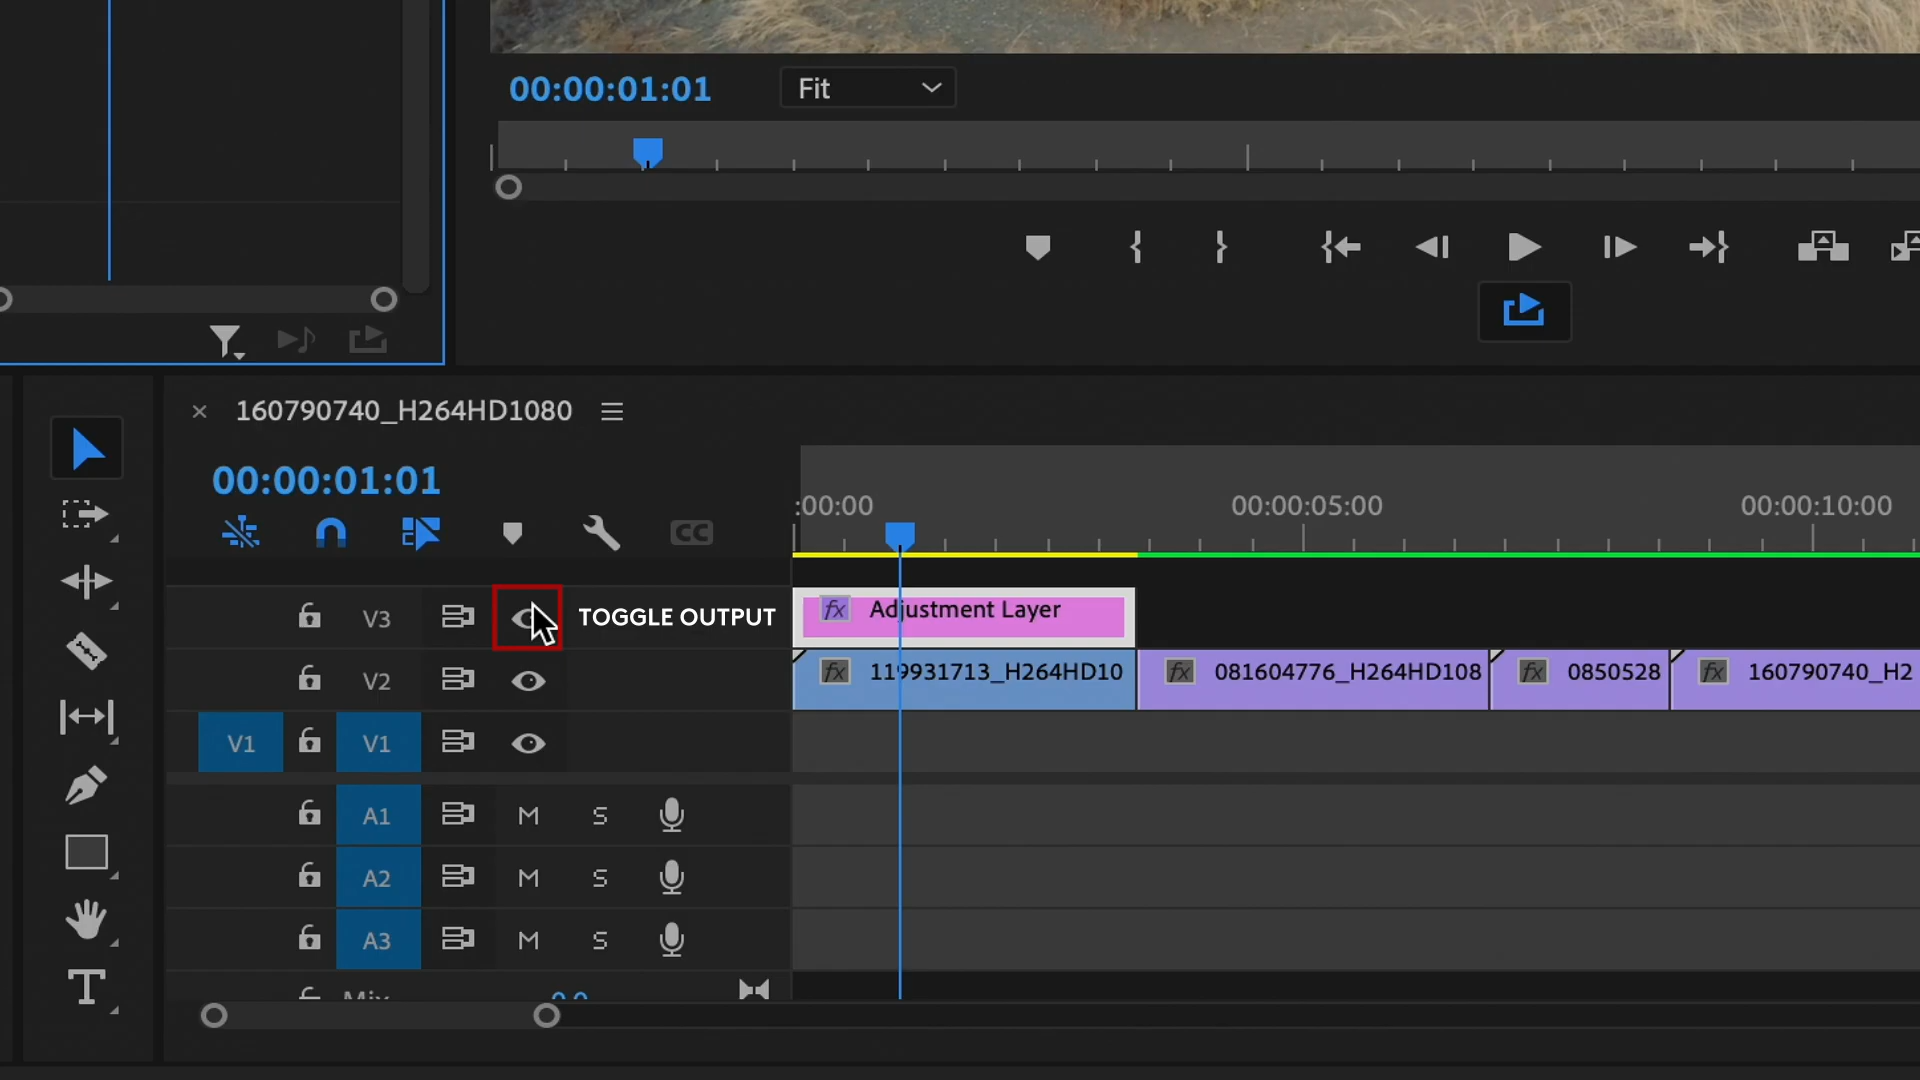 00:00:01:01
Fit
160790740_H264HD1080
00:00:01:01
:00:00
00:00:05:00
00:00:10:00
CC
V3
TOGGLE OUTPUT
fx Adjustment Layer
V2
fx 119931713_H264HD10
fx 081604776_H264HD108
fx 0850528
fx 160790740_H2
V1 V1
A1 M S
A2 M S
A3 M S
Mix 0.0